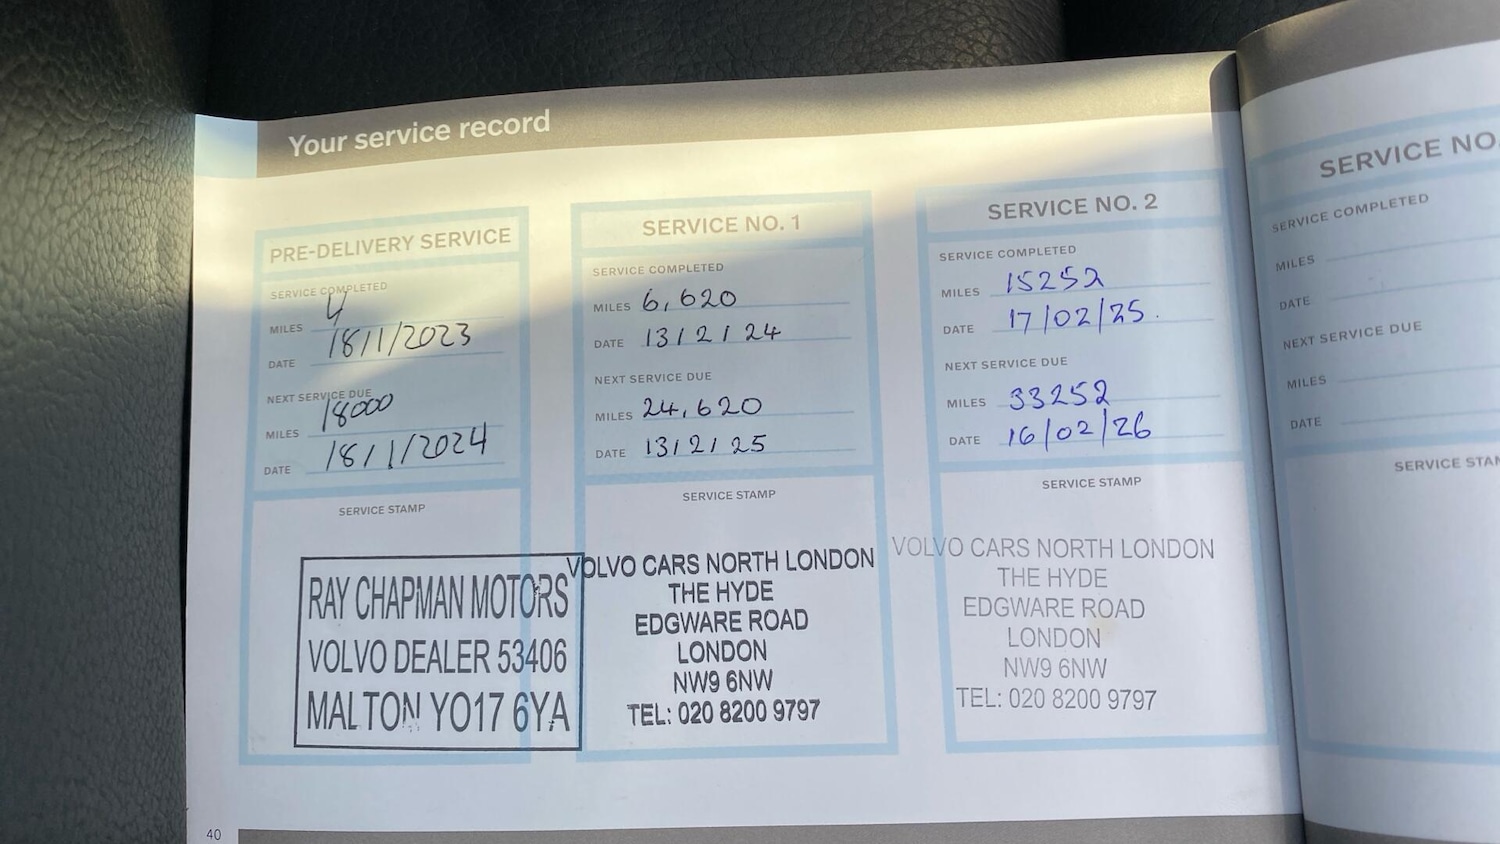 Your service record
PRE-DELIVERY SERVICE
SERVICE COMPLETED
MILES 4
DATE 18/1/2023
NEXT SERVICE DUE
MILES 18000
DATE 18/1/2024
SERVICE STAMP
RAY CHAPMAN MOTORS
VOLVO DEALER 53406
MALTON YO17 6YA
SERVICE NO. 1
SERVICE COMPLETED
MILES 6,620
DATE 13/2/24
NEXT SERVICE DUE
MILES 24,620
DATE 13/2/25
SERVICE STAMP
VOLVO CARS NORTH LONDON
THE HYDE
EDGWARE ROAD
LONDON
NW9 6NW
TEL: 020 8200 9797
SERVICE NO. 2
SERVICE COMPLETED
MILES 15252
DATE 17/02/25.
NEXT SERVICE DUE
MILES 33252
DATE 16/02/26
SERVICE STAMP
VOLVO CARS NORTH LONDON
THE HYDE
EDGWARE ROAD
LONDON
NW9 6NW
TEL: 020 8200 9797
SERVICE NO.
SERVICE COMPLETED
MILES
DATE
NEXT SERVICE DUE
MILES
DATE
SERVICE
40